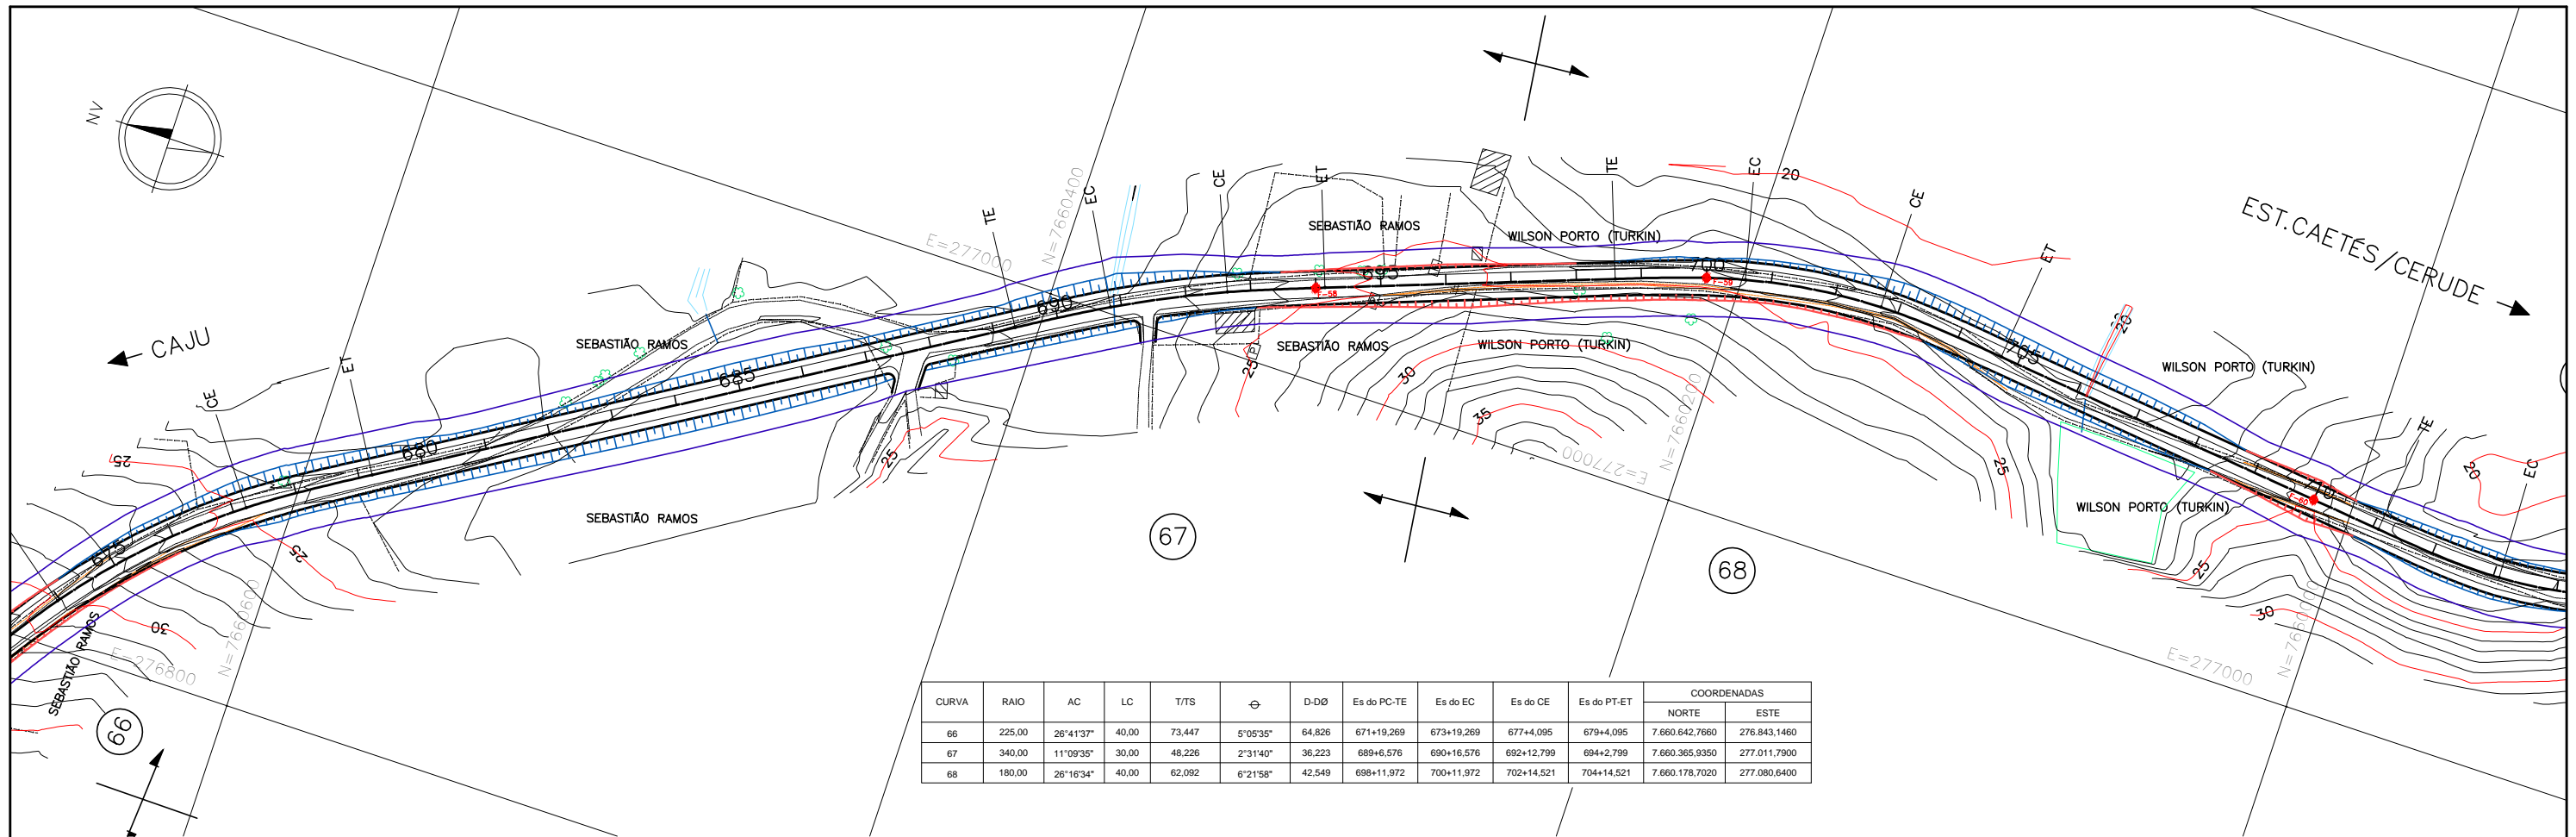 NV
CAJU
EST.CAETÉS/CERUDE
CE
ET
TE
EC
CE
ET
TE
EC
CE
ET
TE
EC
675
680
685
690
695
700
705
710
E=277000
N=7660400
E=277000
N=7660200
E=276800
N=7660600
E=277000
N=7660000
SEBASTIÃO RAMOS
SEBASTIÃO RAMOS
SEBASTIÃO RAMOS
SEBASTIÃO RAMOS
SEBASTIÃO RAMOS
WILSON PORTO (TURKIN)
WILSON PORTO (TURKIN)
WILSON PORTO (TURKIN)
WILSON PORTO (TURKIN)
F-58
F-59
F-60
25
25
30
25
25
30
35
20
20
25
25
20
30
66
67
68
CURVA RAIO AC LC T/TS D-DØ Es do PC-TE Es do EC Es do CE Es do PT-ET COORDENADAS
NORTE ESTE
66 225,00 26°41'37" 40,00 73,447 5°05'35" 64,826 671+19,269 673+19,269 677+4,095 679+4,095 7.660.642,7660 276.843,1460
67 340,00 11°09'35" 30,00 48,226 2°31'40" 36,223 689+6,576 690+16,576 692+12,799 694+2,799 7.660.365,9350 277.011,7900
68 180,00 26°16'34" 40,00 62,092 6°21'58" 42,549 698+11,972 700+11,972 702+14,521 704+14,521 7.660.178,7020 277.080,6400